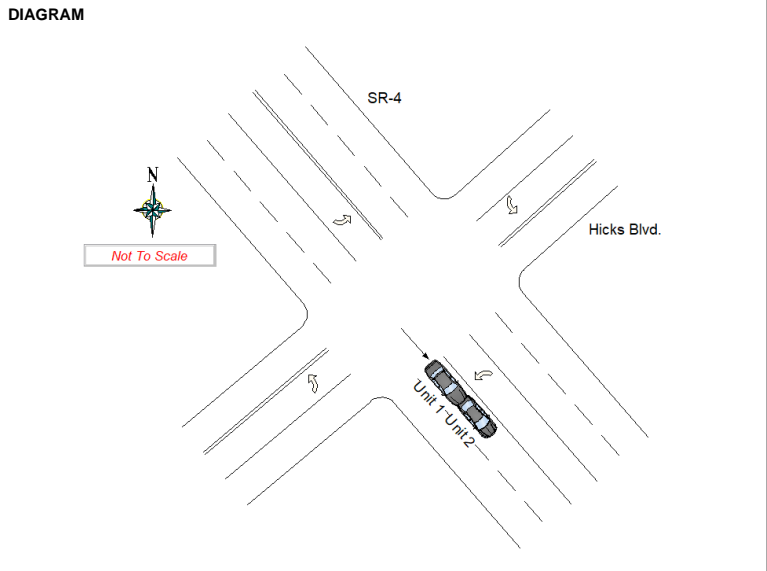 DIAGRAM
SR-4
N
Not To Scale
Hicks Blvd.
Unit 1
Unit 2